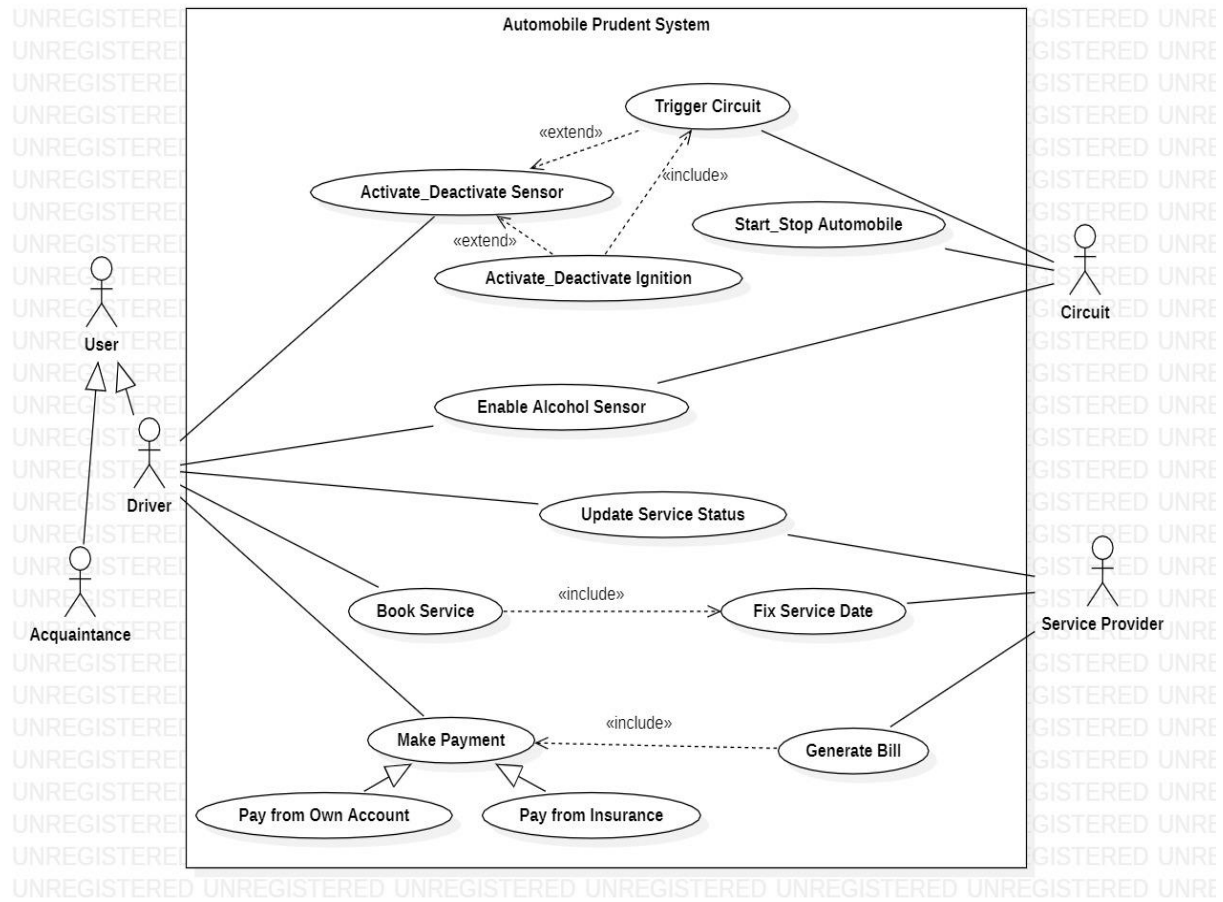 Automobile Prudent System
Trigger Circuit
«extend»
«include»
Activate_Deactivate Sensor
Start_Stop Automobile
«extend»
Activate_Deactivate Ignition
User
Circuit
Enable Alcohol Sensor
Driver
Update Service Status
Book Service
«include»
Fix Service Date
Acquaintance
Service Provider
Make Payment
«include»
Generate Bill
Pay from Own Account
Pay from Insurance
UNREGISTERED UNREGISTERED UNREGISTERED UNREGISTERED UNREGISTERED UNREGISTERED UNRE